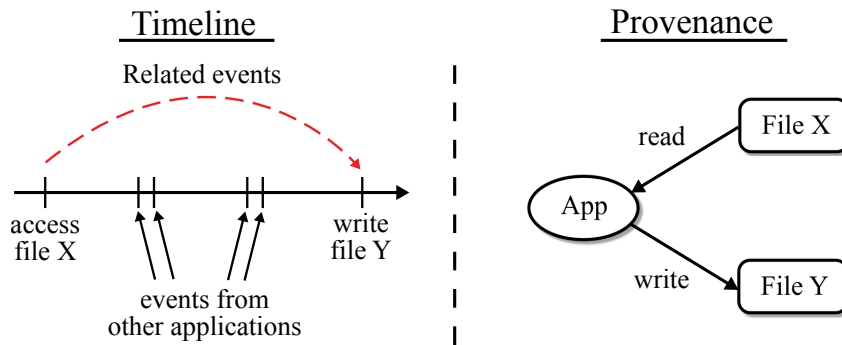 Timeline
Related events
access
file X
write
file Y
events from
other applications
Provenance
File X
read
App
write
File Y